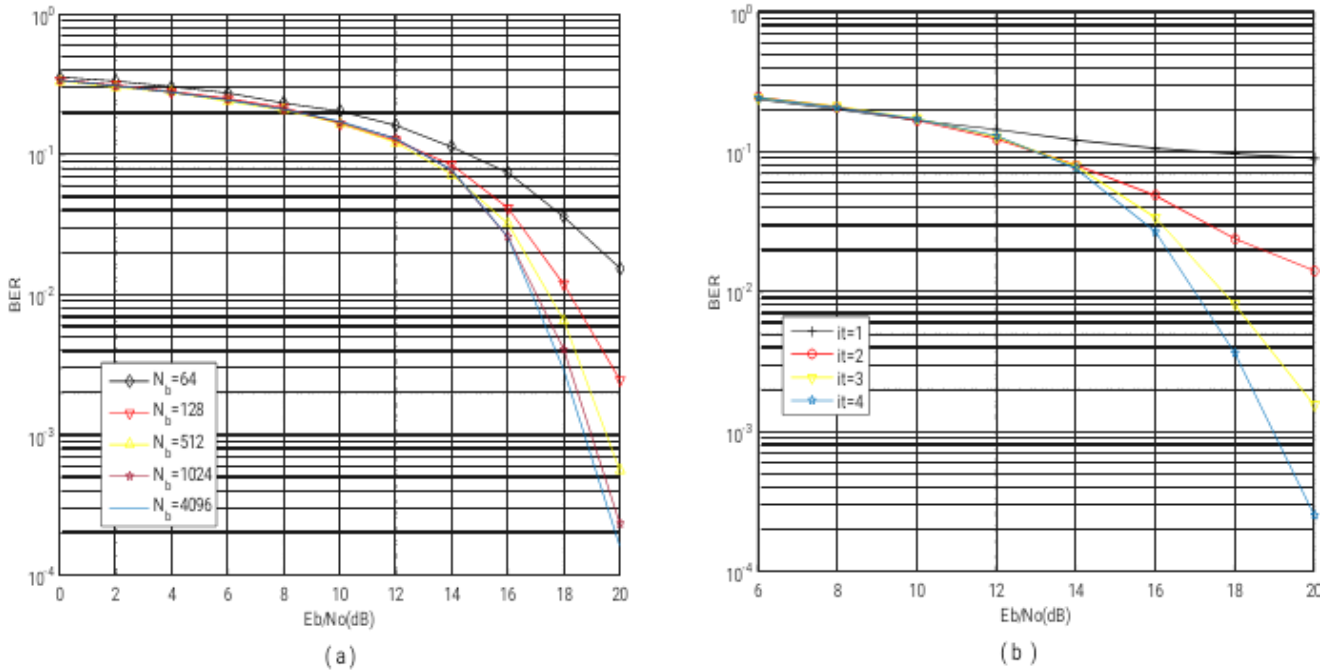 10^0
10^-1
10^-2
10^-3
10^-4
BER
N_b=64
N_b=128
N_b=512
N_b=1024
N_b=4096
0 2 4 6 8 10 12 14 16 18 20
Eb/No(dB)
(a)
10^0
10^-1
10^-2
10^-3
10^-4
BER
it=1
it=2
it=3
it=4
6 8 10 12 14 16 18 20
Eb/No(dB)
(b)